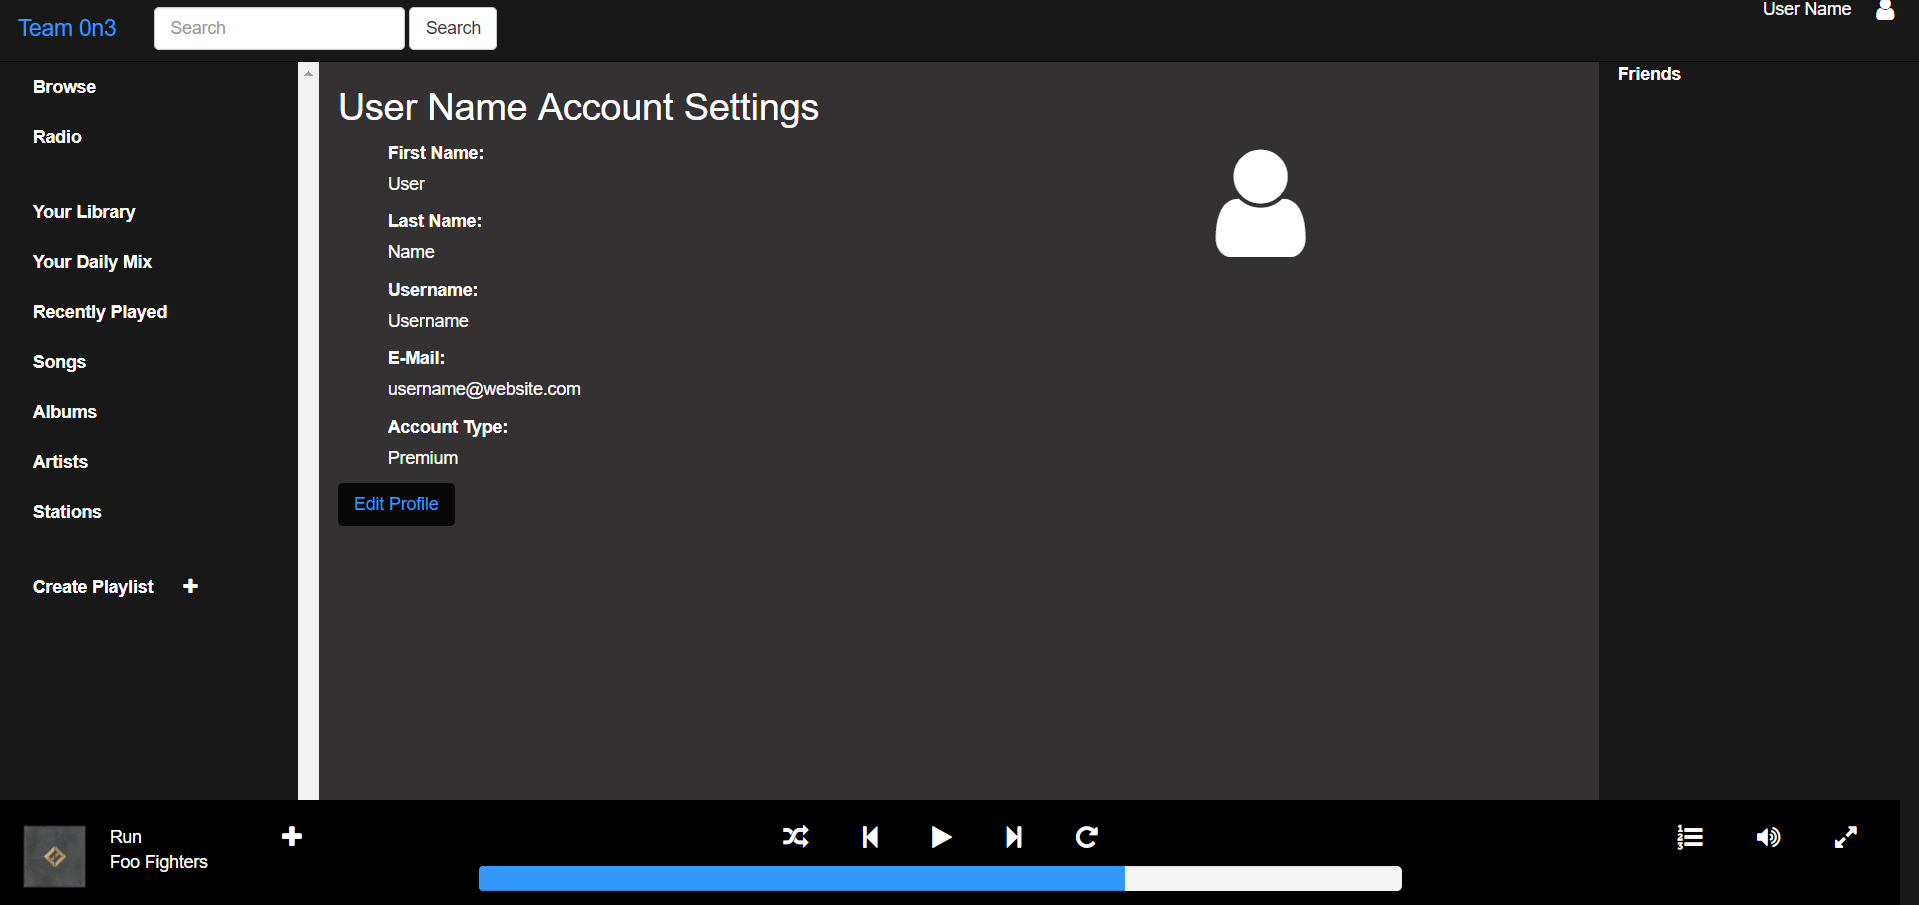 Team 0n3
Search
Search
User Name
Browse
Radio
Your Library
Your Daily Mix
Recently Played
Songs
Albums
Artists
Stations
Create Playlist
User Name Account Settings
First Name:
User
Last Name:
Name
Username:
Username
E-Mail:
username@website.com
Account Type:
Premium
Edit Profile
Friends
Run
Foo Fighters